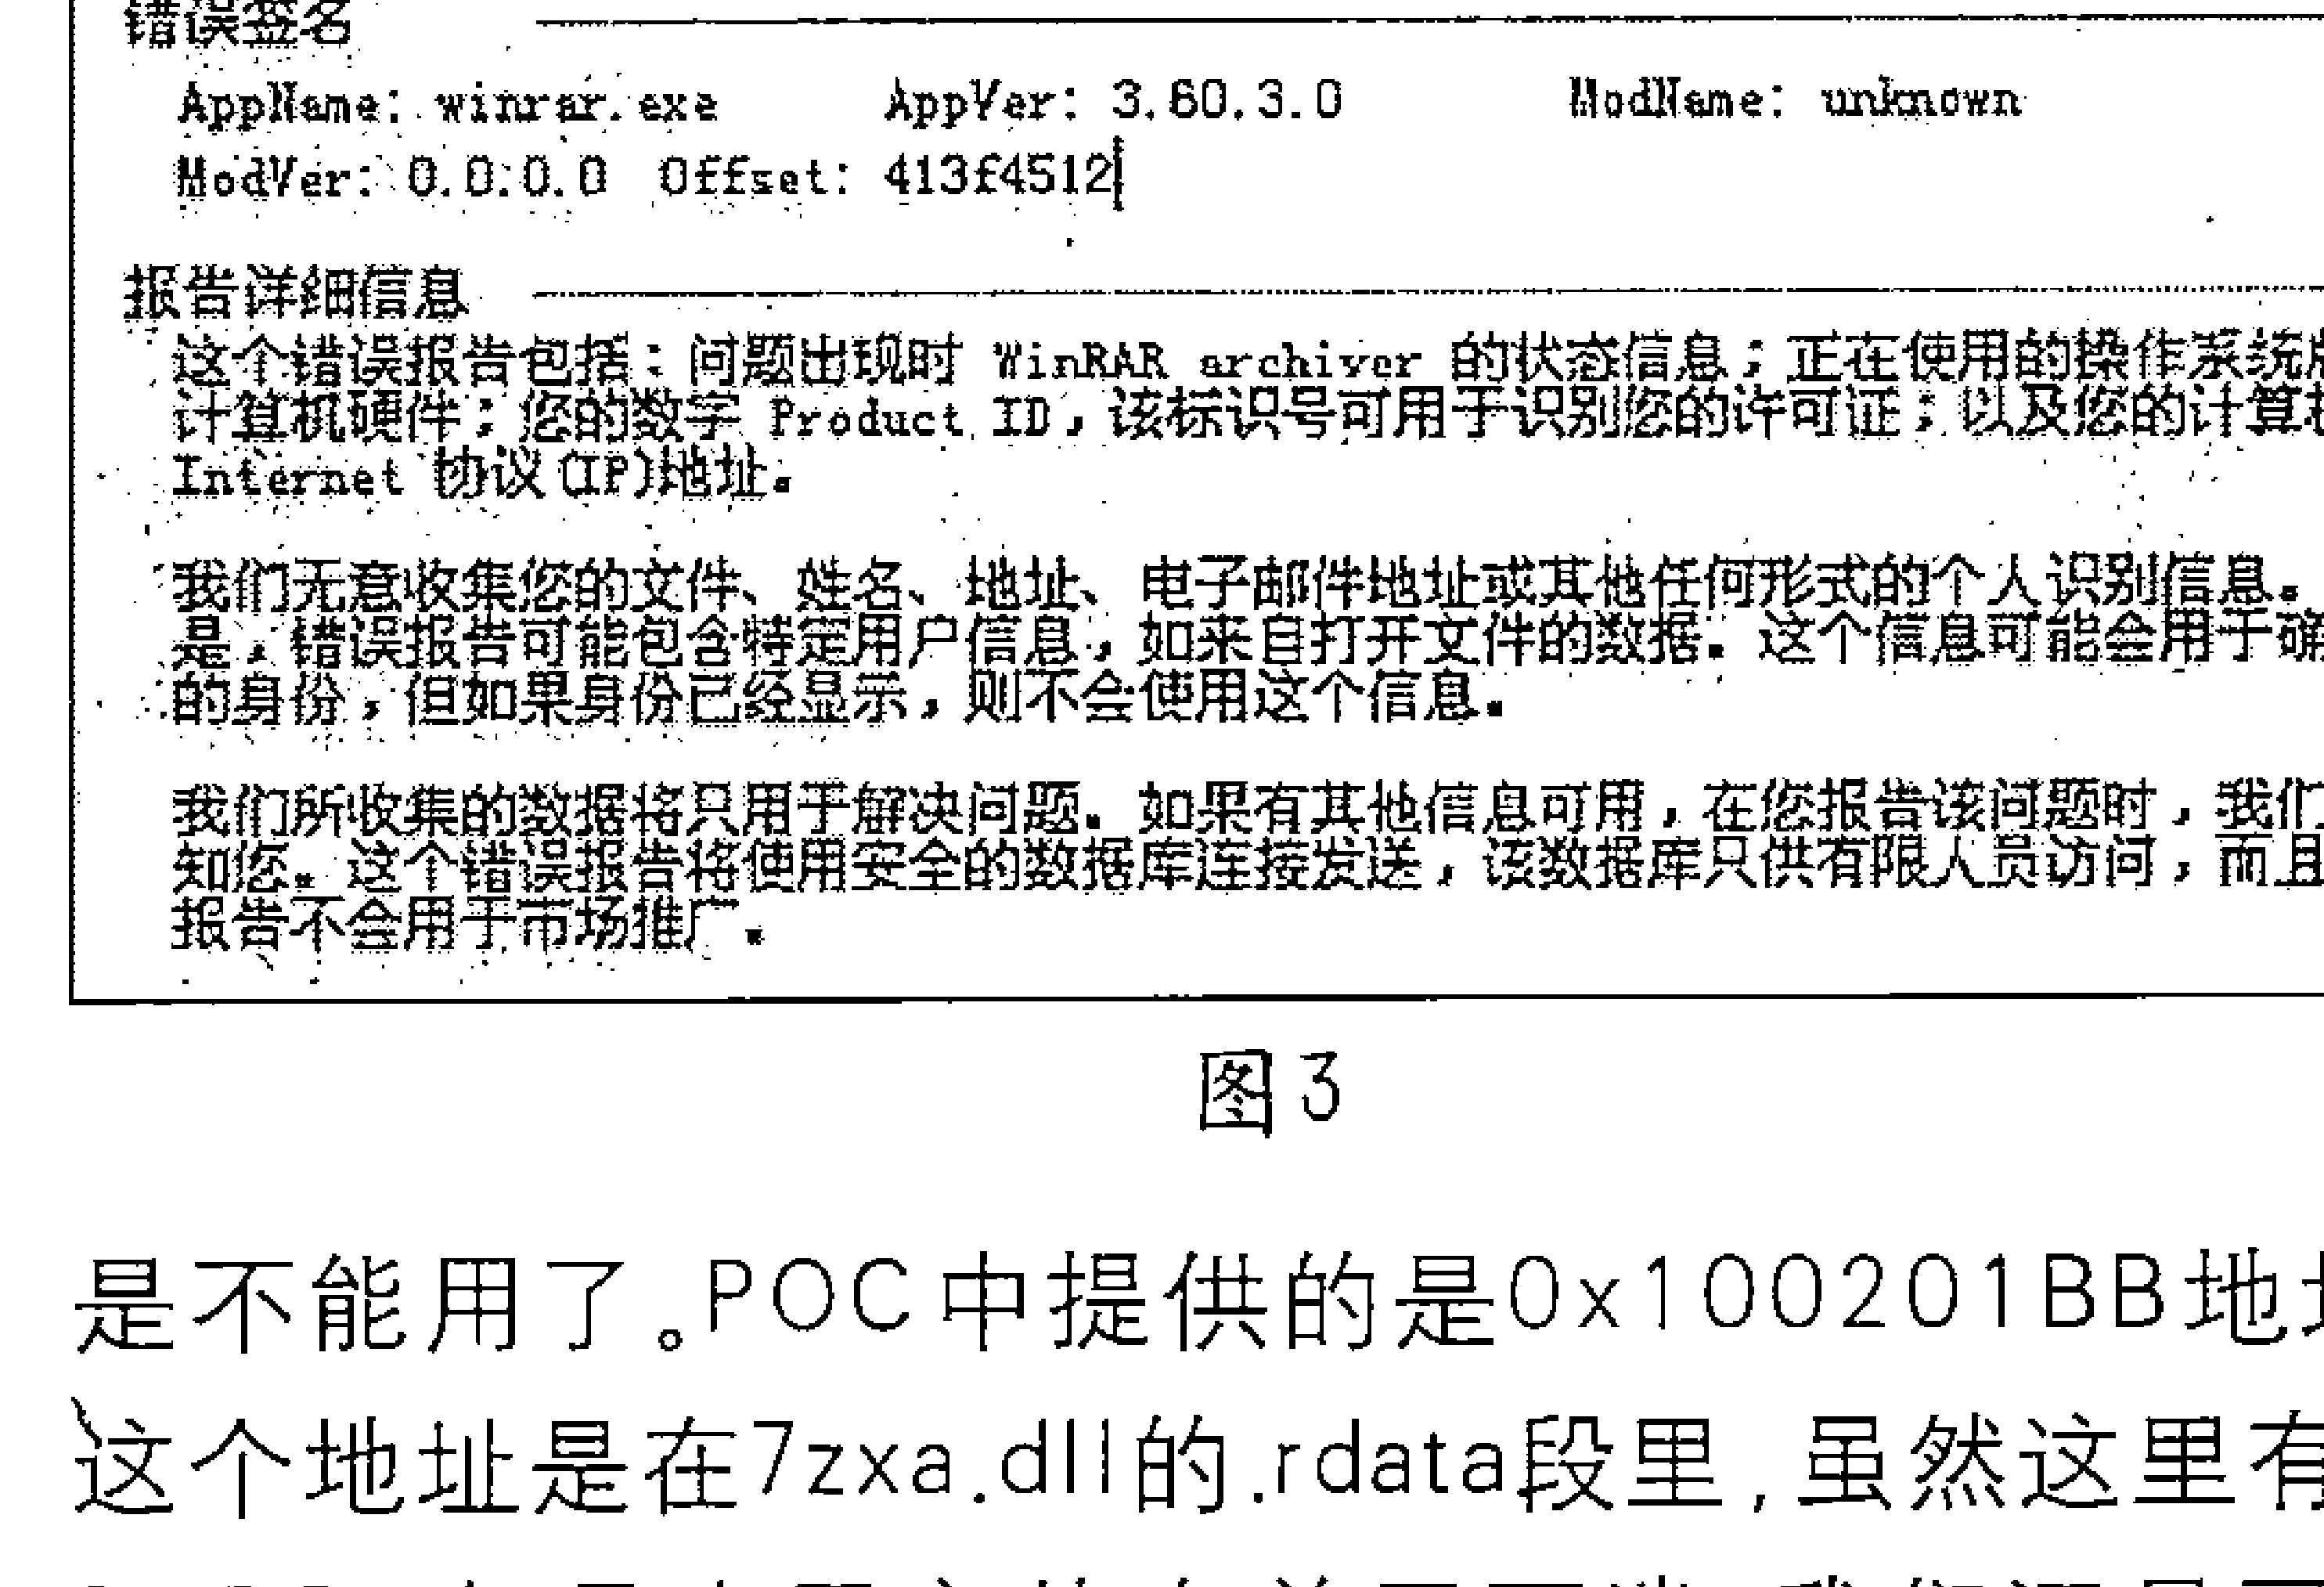 错误签名
AppName: winrar.exe AppVer: 3.60.3.0 ModName: unknown
ModVer: 0.0.0.0 Offset: 413f4512
报告详细信息
这个错误报告包括：问题出现时 WinRAR archiver 的状态信息；正在使用的操作系统
计算机硬件；您的数字 Product ID，该标识号可用于识别您的许可证；以及您的计算机
Internet 协议(IP)地址。
我们无意收集您的文件、姓名、地址、电子邮件地址或其他任何形式的个人识别信息。
是，错误报告可能包含特定用户信息，如来自打开文件的数据。这个信息可能会用于确
的身份，但如果身份已经显示，则不会使用这个信息。
我们所收集的数据将只用于解决问题。如果有其他信息可用，在您报告该问题时，我们
知您。这个错误报告将使用安全的数据库连接发送，该数据库只供有限人员访问，而且
报告不会用于市场推广。
图3
是不能用了。POC中提供的是0x100201BB地址
这个地址是在7zxa.dll的.rdata段里，虽然这里有